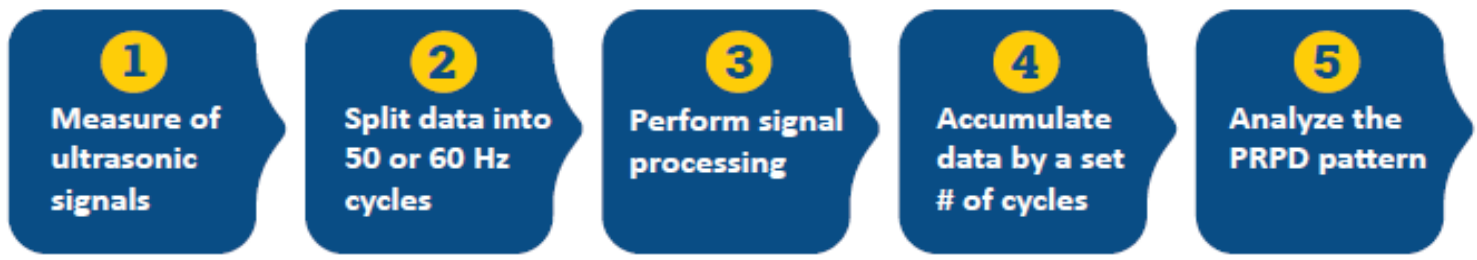 1
Measure of
ultrasonic
signals
2
Split data into
50 or 60 Hz
cycles
3
Perform signal
processing
4
Accumulate
data by a set
# of cycles
5
Analyze the
PRPD pattern